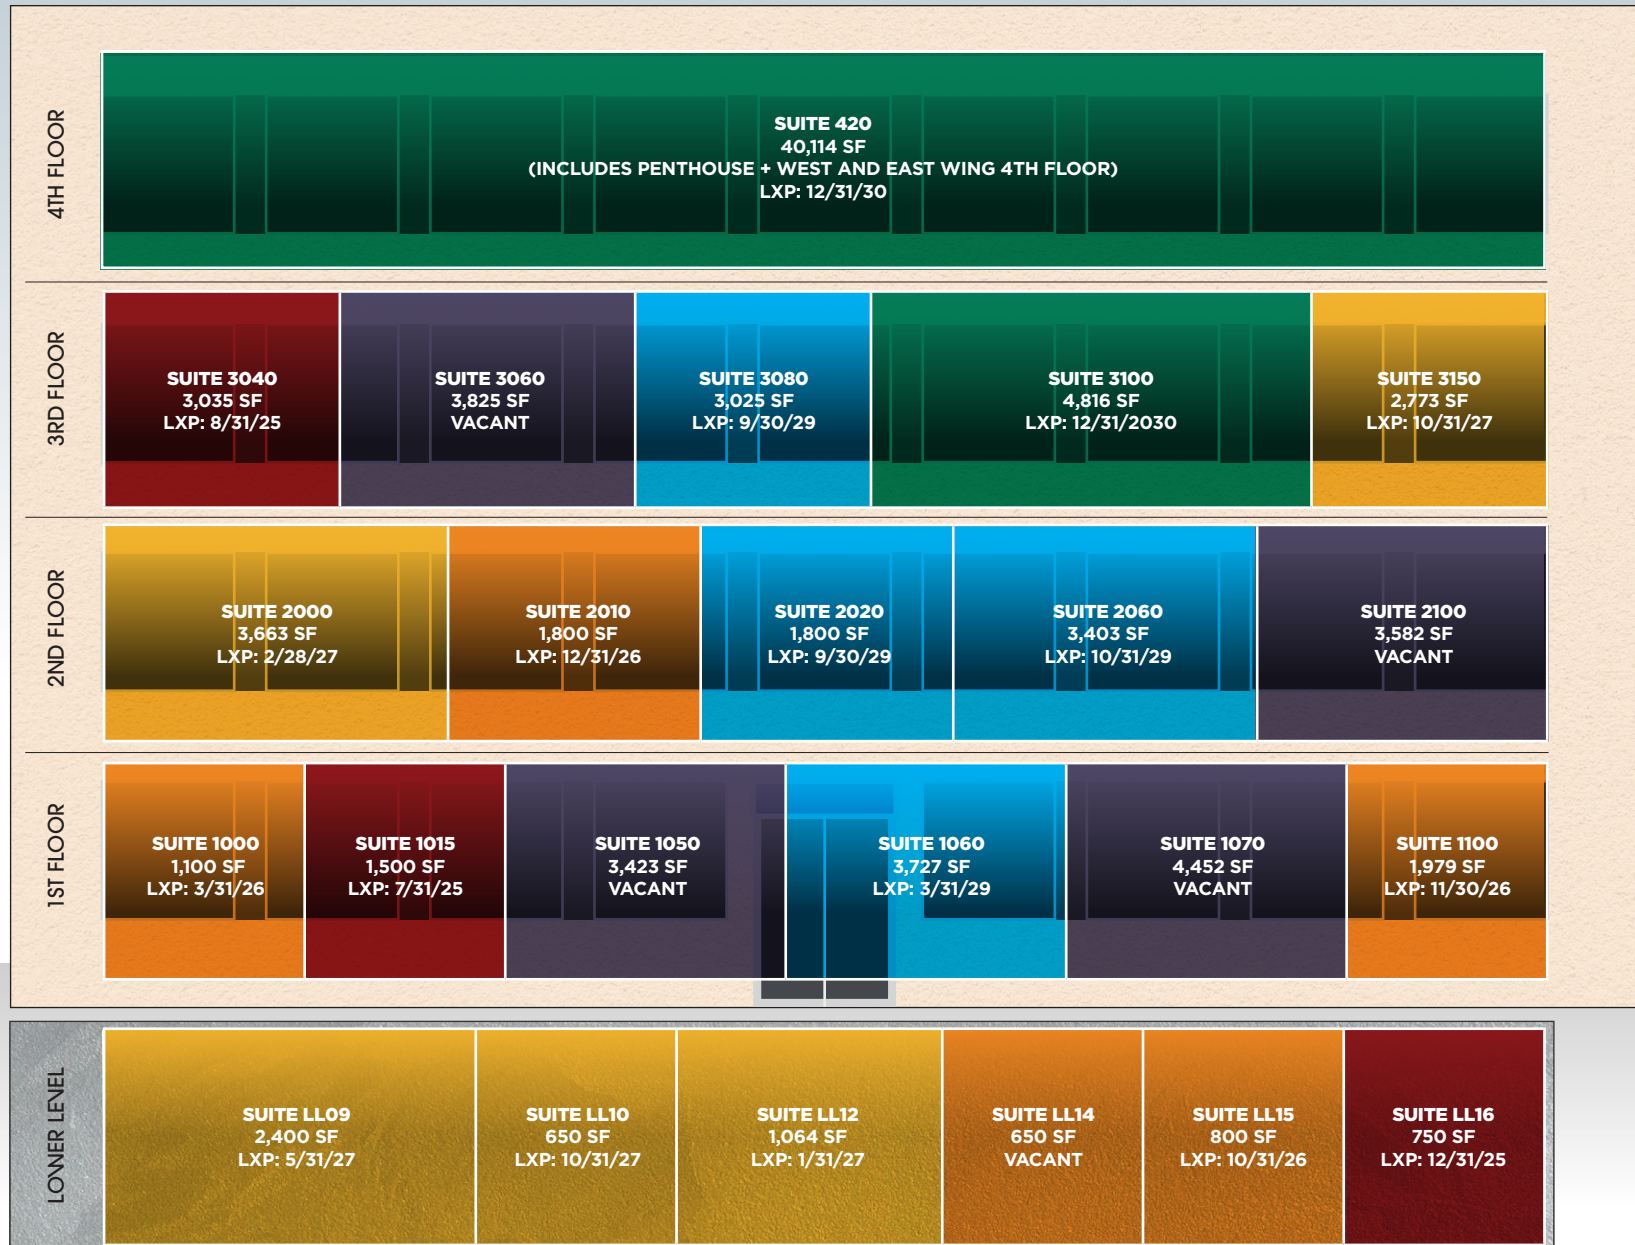 4TH FLOOR
SUITE 420
40,114 SF
(INCLUDES PENTHOUSE + WEST AND EAST WING 4TH FLOOR)
LXP: 12/31/30
3RD FLOOR
SUITE 3040
3,035 SF
LXP: 8/31/25
SUITE 3060
3,825 SF
VACANT
SUITE 3080
3,025 SF
LXP: 9/30/29
SUITE 3100
4,816 SF
LXP: 12/31/2030
SUITE 3150
2,773 SF
LXP: 10/31/27
2ND FLOOR
SUITE 2000
3,663 SF
LXP: 2/28/27
SUITE 2010
1,800 SF
LXP: 12/31/26
SUITE 2020
1,800 SF
LXP: 9/30/29
SUITE 2060
3,403 SF
LXP: 10/31/29
SUITE 2100
3,582 SF
VACANT
1ST FLOOR
SUITE 1000
1,100 SF
LXP: 3/31/26
SUITE 1015
1,500 SF
LXP: 7/31/25
SUITE 1050
3,423 SF
VACANT
SUITE 1060
3,727 SF
LXP: 3/31/29
SUITE 1070
4,452 SF
VACANT
SUITE 1100
1,979 SF
LXP: 11/30/26
LONNER LENEL
SUITE LL09
2,400 SF
LXP: 5/31/27
SUITE LL10
650 SF
LXP: 10/31/27
SUITE LL12
1,064 SF
LXP: 1/31/27
SUITE LL14
650 SF
VACANT
SUITE LL15
800 SF
LXP: 10/31/26
SUITE LL16
750 SF
LXP: 12/31/25